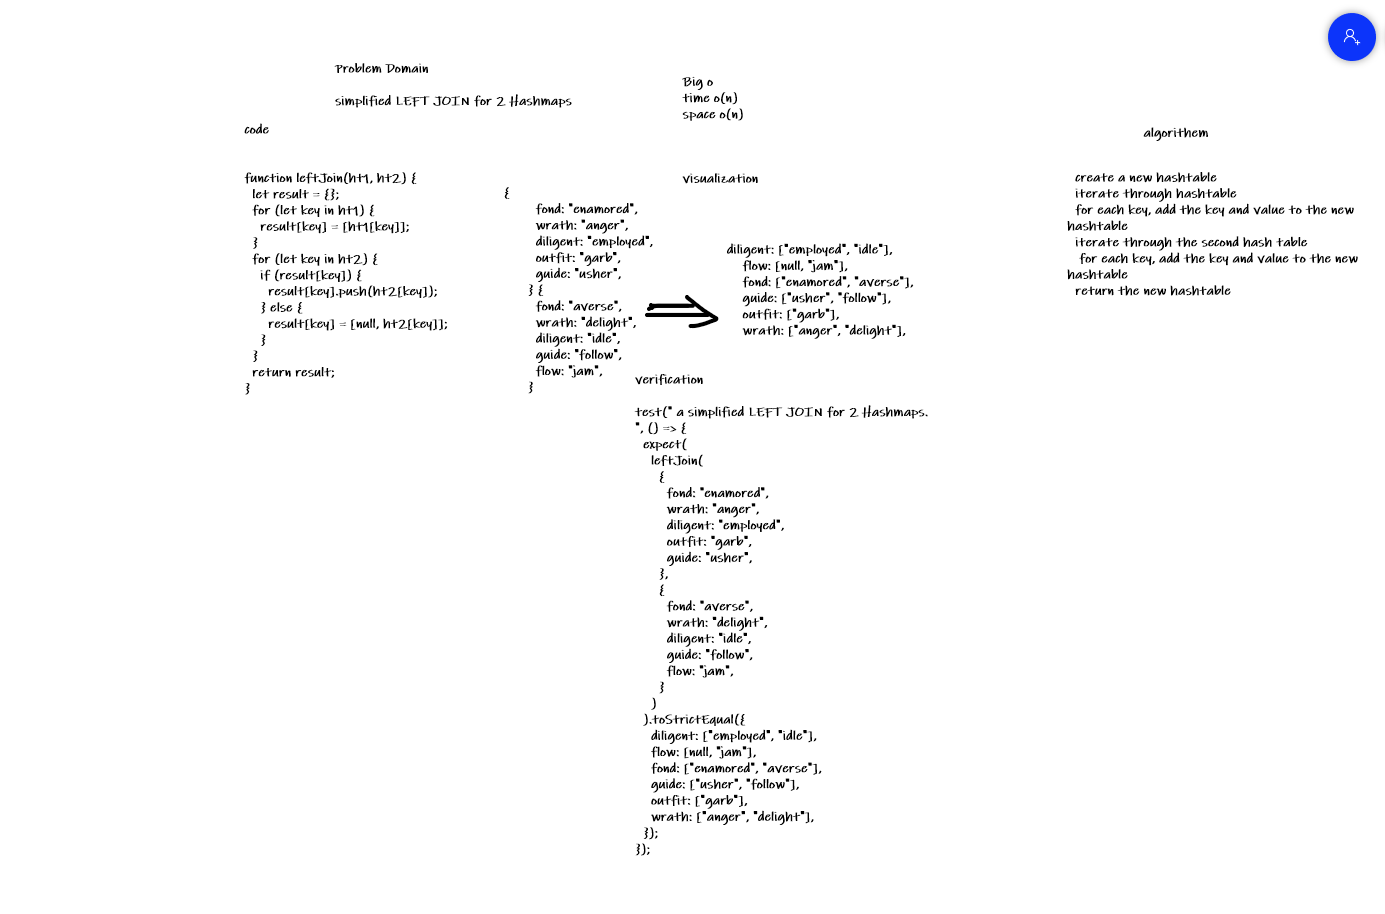 Problem Domain
simplified LEFT JOIN for 2 Hashmaps
Big o
time o(n)
space o(n)
code
function leftJoin(ht1, ht2) {
let result = {};
for (let key in ht1) {
result[key] = [ht1[key]];
}
for (let key in ht2) {
if (result[key]) {
result[key].push(ht2[key]);
} else {
result[key] = [null, ht2[key]];
}
}
return result;
}
visualization
{
fond: "enamored",
wrath: "anger",
diligent: "employed",
outfit: "garb",
guide: "usher",
} {
fond: "averse",
wrath: "delight",
diligent: "idle",
guide: "follow",
flow: "jam",
}
diligent: ["employed", "idle"],
flow: [null, "jam"],
fond: ["enamored", "averse"],
guide: ["usher", "follow"],
outfit: ["garb"],
wrath: ["anger", "delight"],
algorithem
create a new hashtable
iterate through hashtable
for each key, add the key and value to the new
hashtable
iterate through the second hash table
for each key, add the key and value to the new
hashtable
return the new hashtable
verification
test(" a simplified LEFT JOIN for 2 Hashmaps.
", () => {
expect(
leftJoin(
{
fond: "enamored",
wrath: "anger",
diligent: "employed",
outfit: "garb",
guide: "usher",
},
{
fond: "averse",
wrath: "delight",
diligent: "idle",
guide: "follow",
flow: "jam",
}
)
).toStrictEqual({
diligent: ["employed", "idle"],
flow: [null, "jam"],
fond: ["enamored", "averse"],
guide: ["usher", "follow"],
outfit: ["garb"],
wrath: ["anger", "delight"],
});
});